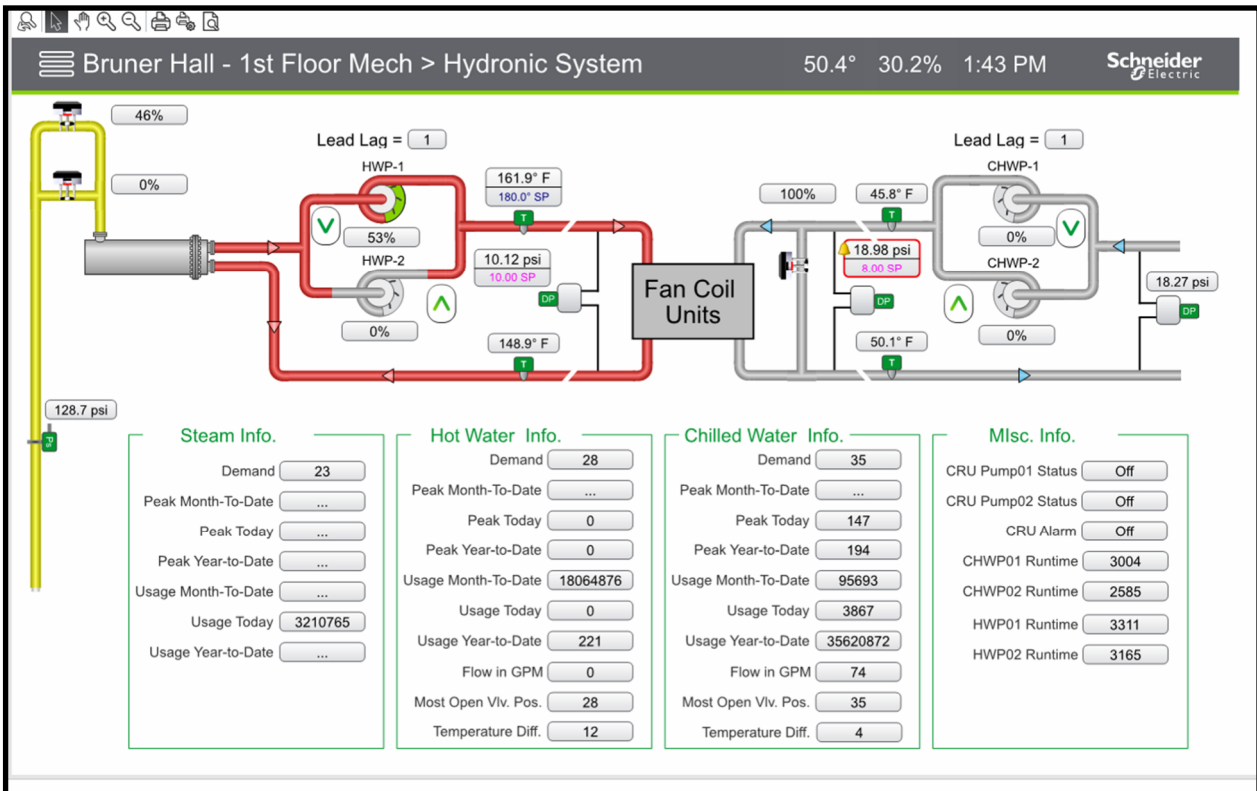 Bruner Hall - 1st Floor Mech > Hydronic System
50.4° 30.2% 1:43 PM
Schneider
Electric
46%
0%
Lead Lag = 1
HWP-1
53%
HWP-2
0%
161.9° F
180.0° SP
T
10.12 psi
10.00 SP
DP
148.9° F
T
Fan Coil
Units
Lead Lag = 1
CHWP-1
0%
CHWP-2
0%
100%
45.8° F
T
18.98 psi
8.00 SP
DP
50.1° F
T
18.27 psi
DP
128.7 psi
Ps
Steam Info.
Demand 23
Peak Month-To-Date ...
Peak Today ...
Peak Year-to-Date ...
Usage Month-To-Date ...
Usage Today 3210765
Usage Year-to-Date ...
Hot Water Info.
Demand 28
Peak Month-To-Date ...
Peak Today 0
Peak Year-to-Date 0
Usage Month-To-Date 18064876
Usage Today 0
Usage Year-to-Date 221
Flow in GPM 0
Most Open Vlv. Pos. 28
Temperature Diff. 12
Chilled Water Info.
Demand 35
Peak Month-To-Date ...
Peak Today 147
Peak Year-to-Date 194
Usage Month-To-Date 95693
Usage Today 3867
Usage Year-to-Date 35620872
Flow in GPM 74
Most Open Vlv. Pos. 35
Temperature Diff. 4
MIsc. Info.
CRU Pump01 Status Off
CRU Pump02 Status Off
CRU Alarm Off
CHWP01 Runtime 3004
CHWP02 Runtime 2585
HWP01 Runtime 3311
HWP02 Runtime 3165